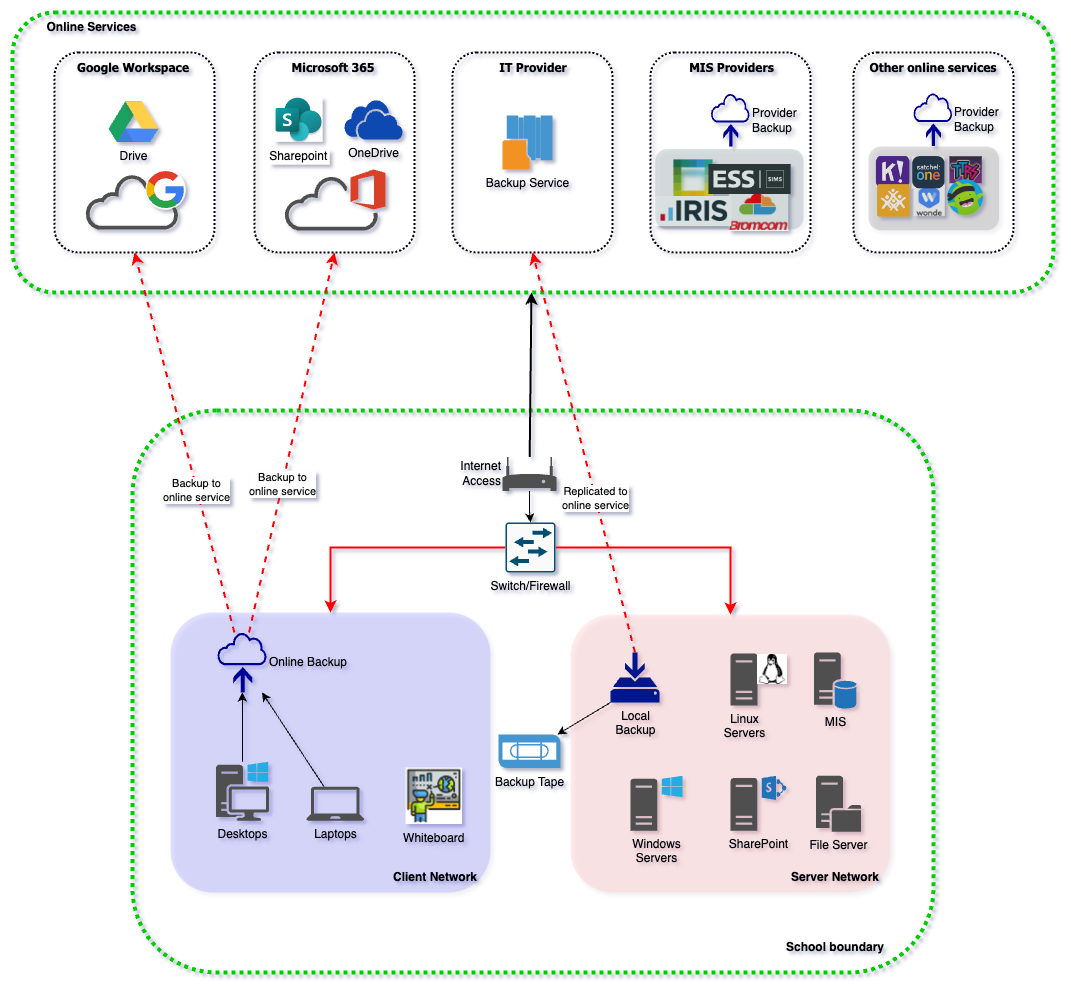 Online Services
Google Workspace
Drive
Microsoft 365
S
Sharepoint
OneDrive
IT Provider
Backup Service
MIS Providers
Provider
Backup
ESS
SIMS
IRIS
Bromcom
Other online services
Provider
Backup
K!
satchel:
one
TTRS
W
wonde
Backup to
online service
Backup to
online service
Internet
Access
Replicated to
online service
Switch/Firewall
Online Backup
Desktops
Laptops
Whiteboard
Client Network
Local
Backup
Backup Tape
Linux
Servers
MIS
Windows
Servers
S
SharePoint
File Server
Server Network
School boundary